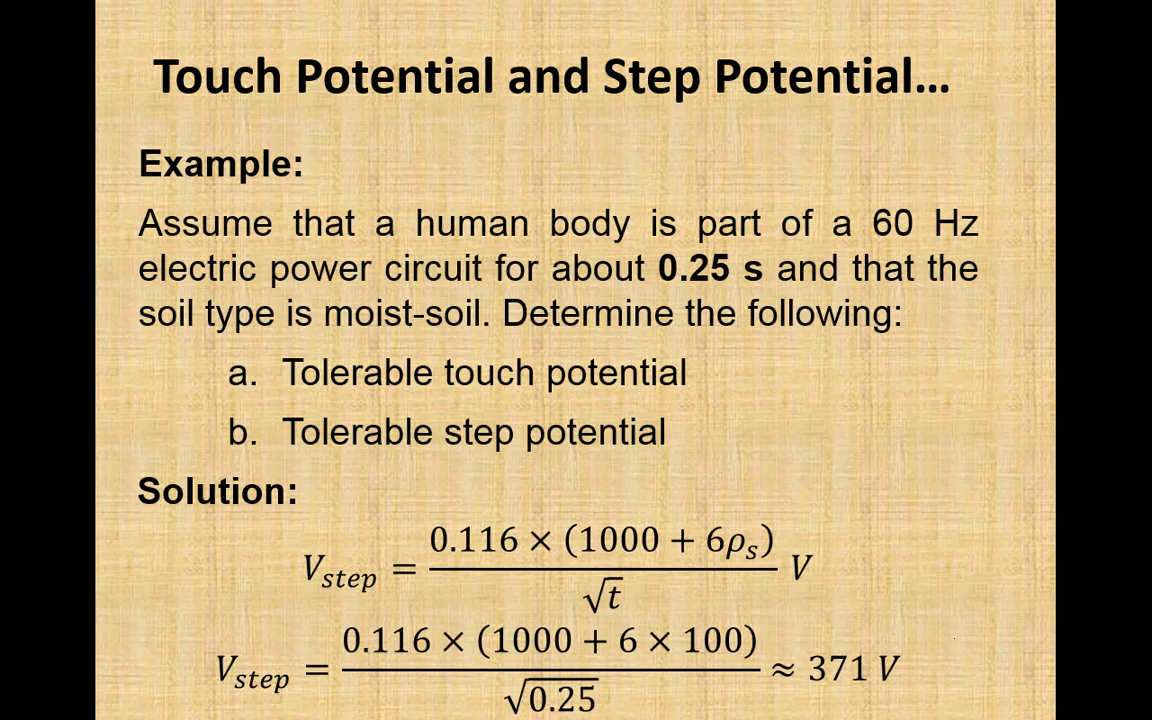 Touch Potential and Step Potential…
Example:
Assume that a human body is part of a 60 Hz
electric power circuit for about 0.25 s and that the
soil type is moist-soil. Determine the following:
a. Tolerable touch potential
b. Tolerable step potential
Solution:
V_step = 0.116 × (1000 + 6ρ_s) / √t V
V_step = 0.116 × (1000 + 6 × 100) / √0.25 ≈ 371 V